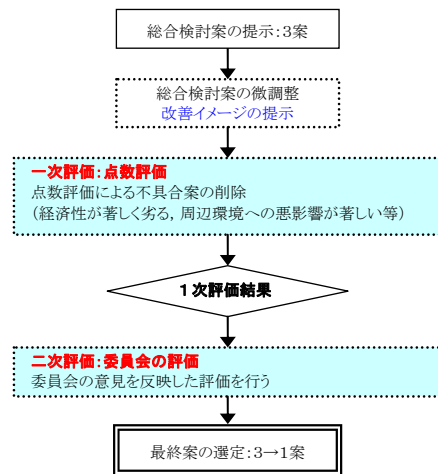 総合検討案の提示：3案
総合検討案の微調整
改善イメージの提示
一次評価：点数評価
点数評価による不具合案の削除
（経済性が著しく劣る，周辺環境への悪影響が著しい等）
１次評価結果
二次評価：委員会の評価
委員会の意見を反映した評価を行う
最終案の選定：3→1案